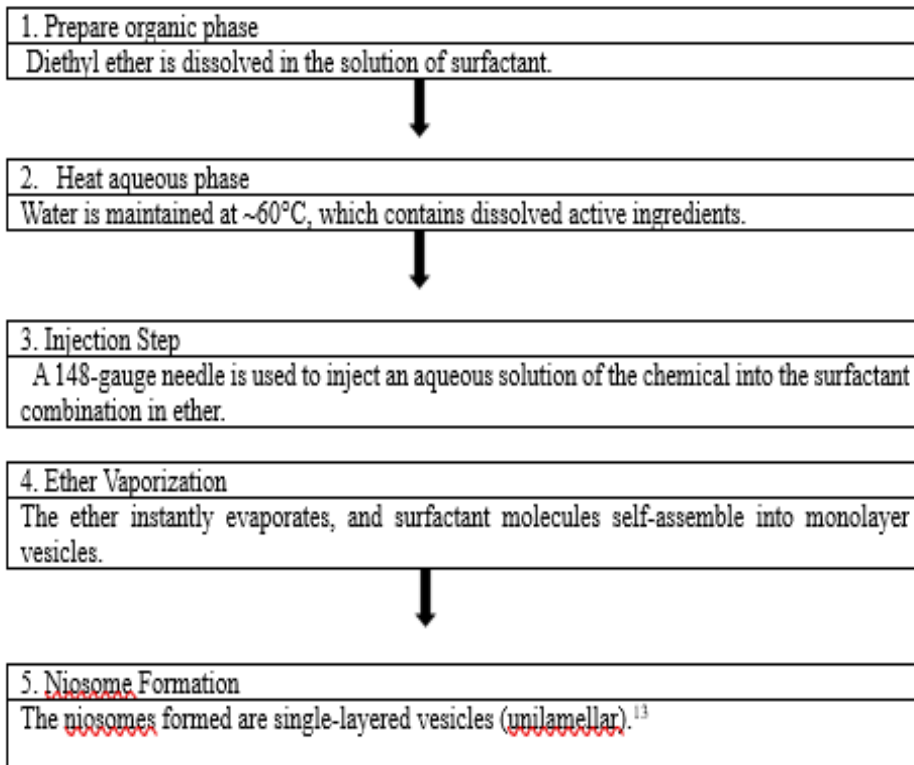 1. Prepare organic phase
Diethyl ether is dissolved in the solution of surfactant.
2. Heat aqueous phase
Water is maintained at ~60°C, which contains dissolved active ingredients.
3. Injection Step
A 148-gauge needle is used to inject an aqueous solution of the chemical into the surfactant
combination in ether.
4. Ether Vaporization
The ether instantly evaporates, and surfactant molecules self-assemble into monolayer
vesicles.
5. Niosome Formation
The niosomes formed are single-layered vesicles (unilamellar).¹³